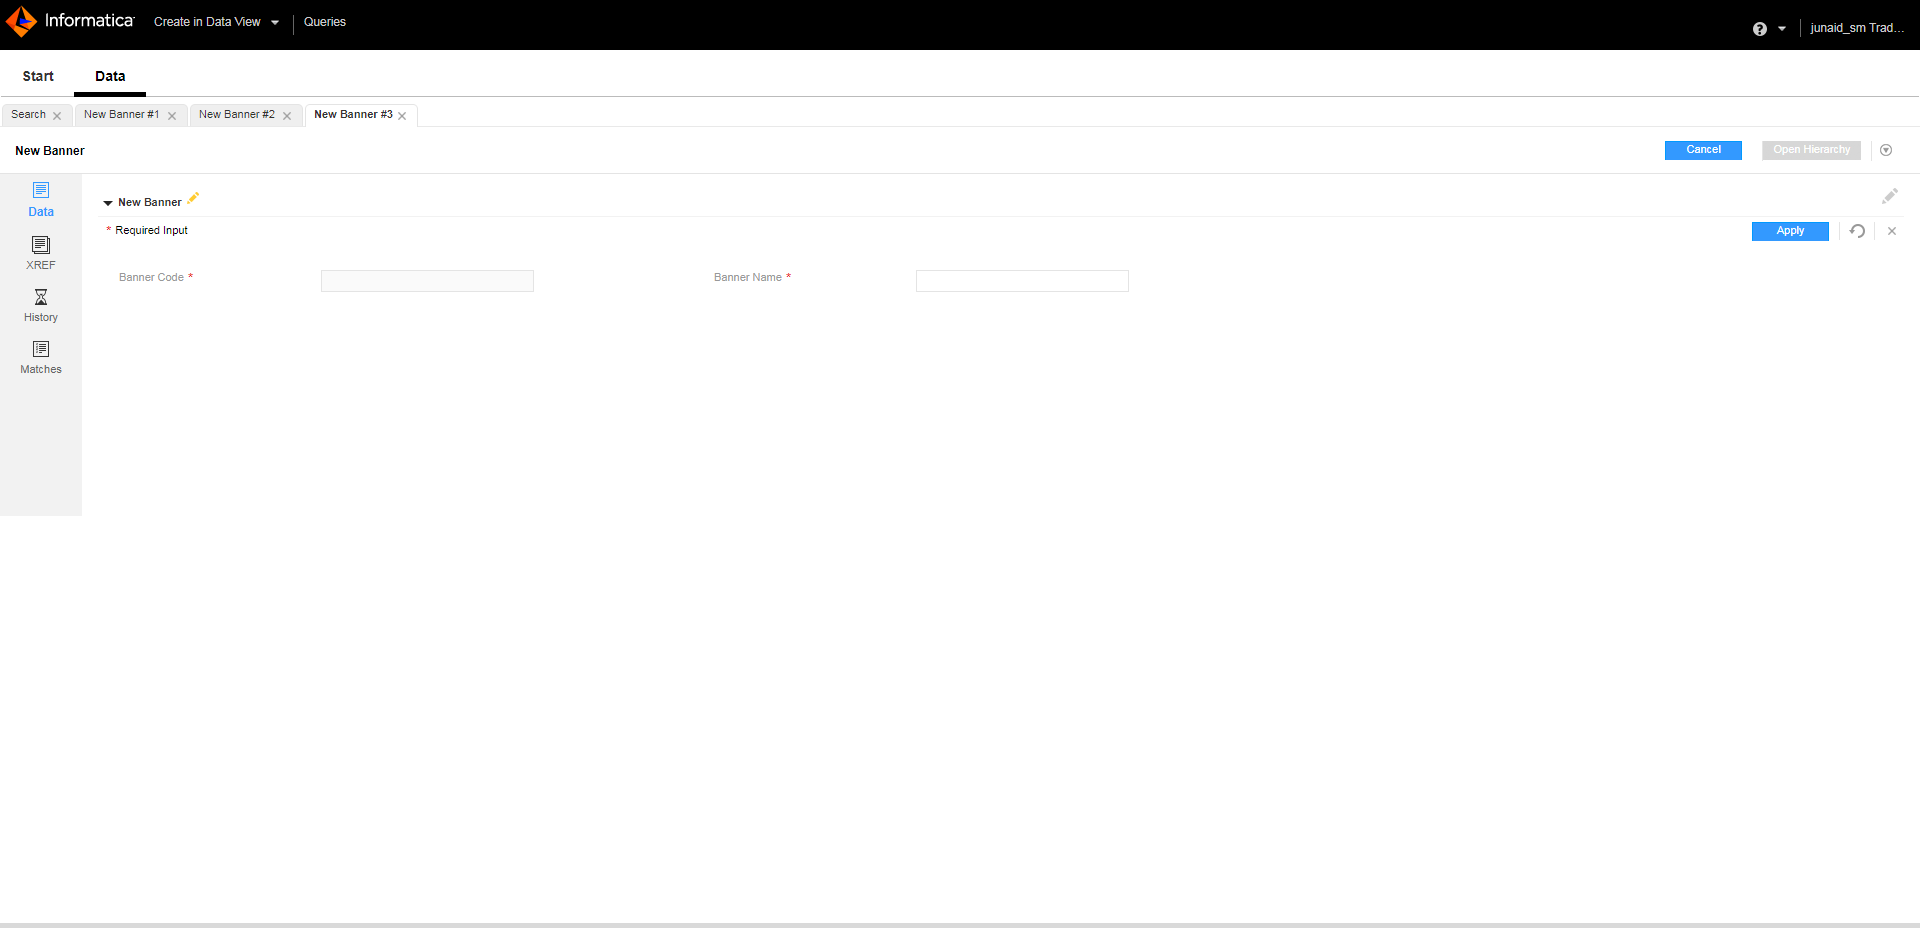 Informatica Create in Data View Queries junaid_sm Trad...
Start Data
Search New Banner #1 New Banner #2 New Banner #3
New Banner Cancel Open Hierarchy
Data
XREF
History
Matches
New Banner
* Required Input Apply
Banner Code * Banner Name *